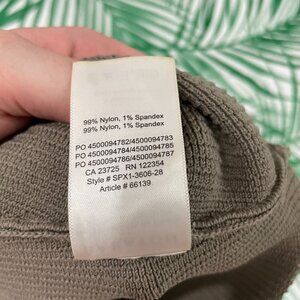 99% Nylon, 1% Spandex
99% Nylon, 1% Spandex
PO 4500094782/4500094783
PO 4500094784/4500094785
PO 4500094786/4500094787
CA 23725 RN 122354
Style # SPX1-3606-28
Article # 66139